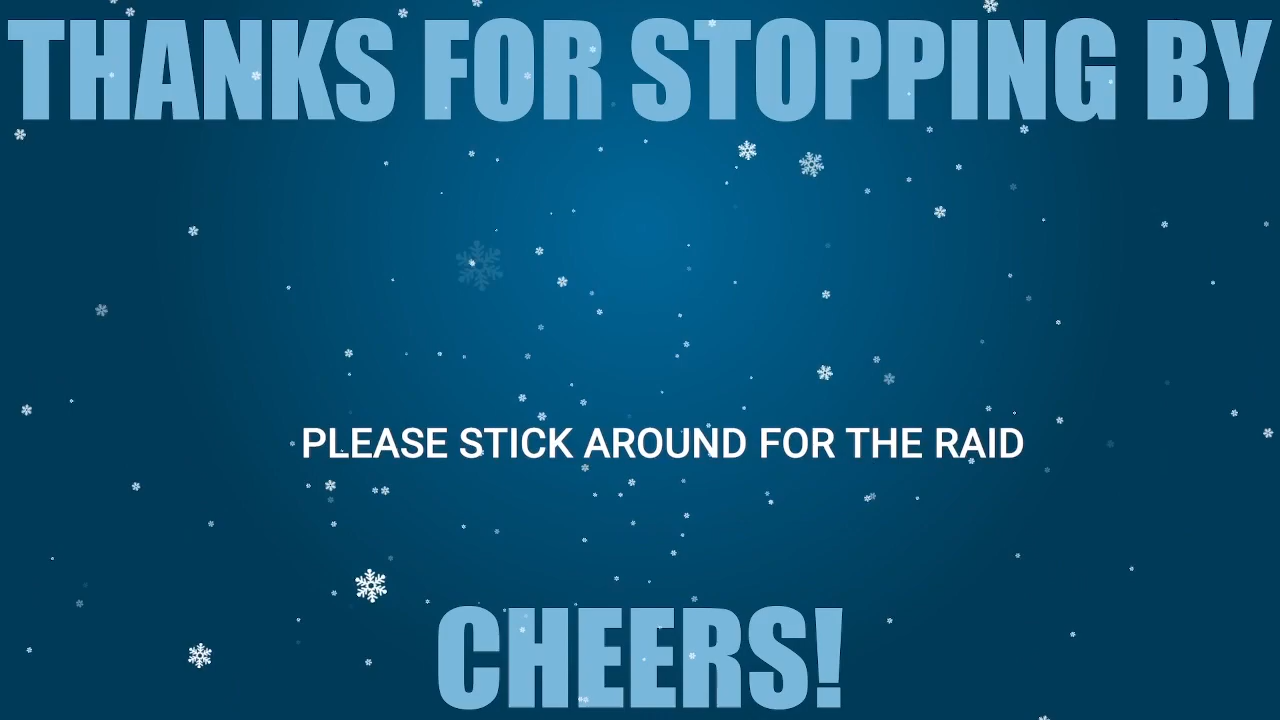 THANKS FOR STOPPING BY
PLEASE STICK AROUND FOR THE RAID
CHEERS!